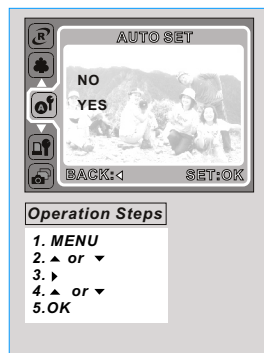 AUTO SET
NO
YES
BACK:◁ SET:OK
Operation Steps
1. MENU
2. ▲ or ▼
3. ▶
4. ▲ or ▼
5.OK